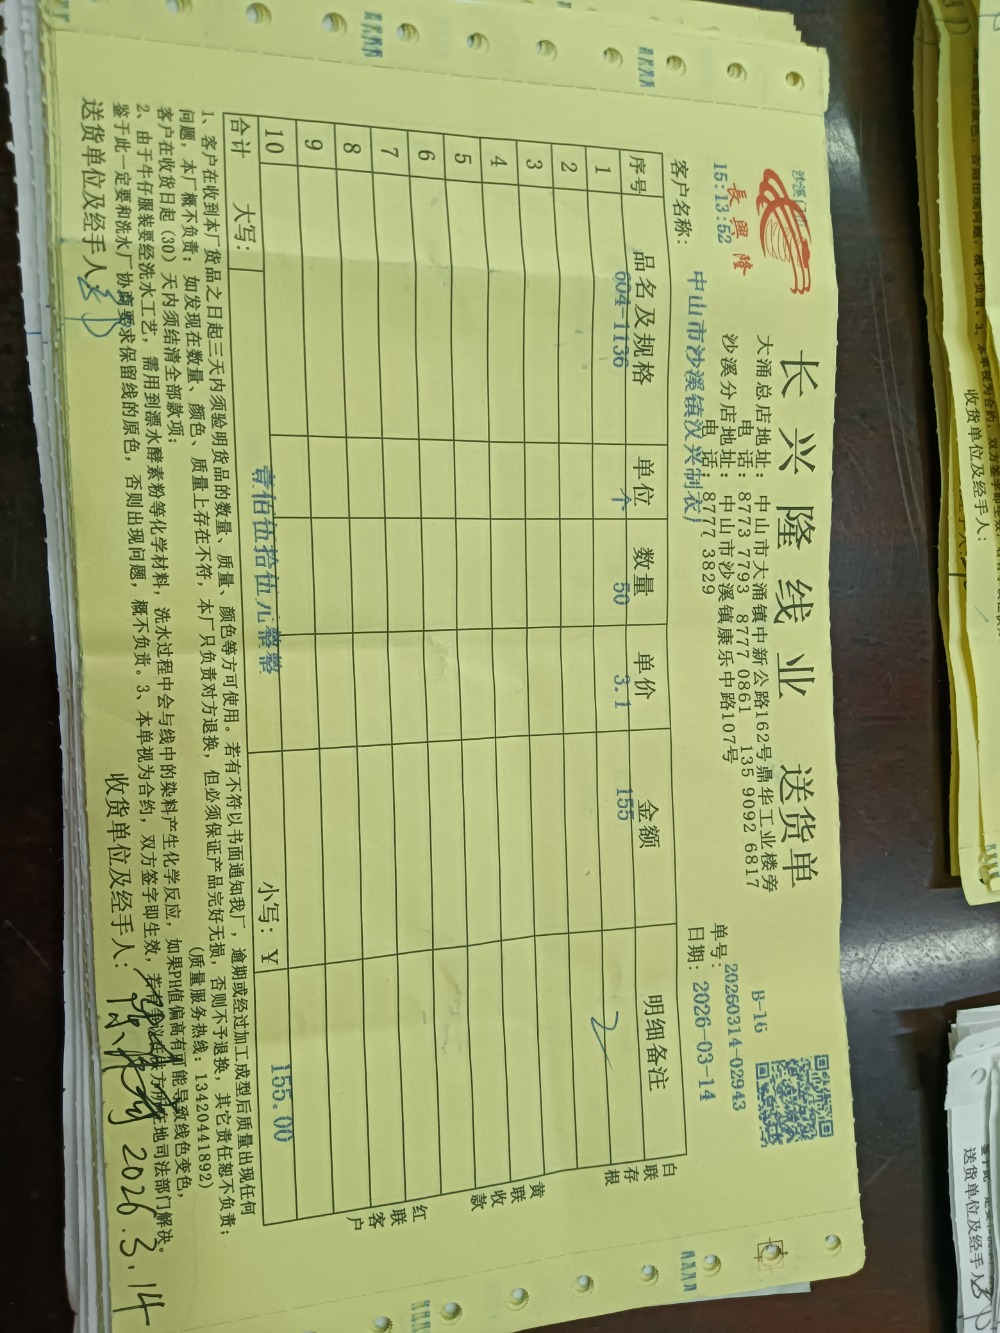 長興隆
15:13:52
长兴隆线业 送货单
大涌总店地址: 中山市大涌镇中新公路162号鼎华工业楼旁
电话: 8773 7793 8777 0861 135 9092 6817
沙溪分店地址: 中山市沙溪镇康乐中路107号
电话: 8777 3829
B-16
单号: 20260314-02943
日期: 2026-03-14
客户名称: 中山市沙溪镇汉兴制衣厂
序号 品名及规格 单位 数量 单价 金额 明细备注
1 604-1136 个 50 3.1 155 2
2
3
4
5
6
7
8
9
10
合计 大写: 壹佰伍拾伍元整整 小写: ¥ 155.00
白联存根
黄联收款
红联客户
1、客户在收到本厂货品之日起三天内须验明货品的数量、质量、颜色等方可使用。若有不符以书面通知我厂, 逾期或经过加工成型后质量出现任何
问题, 本厂概不负责; 如发现在数量、颜色、质量上存在不符, 本厂只负责对方退换, 但必须保证产品完好无损, 否则不予退换, 其它责任恕不负责;
客户在收货日起 (30) 天内须结清全部款项; (质量服务热线: 13420441892)
2、由于牛仔服装要经洗水工艺, 需用到漂水酵素粉等化学材料, 洗水过程中会与线中的染料产生化学反应, 如果PH值偏高有可能导致线色变色,
鉴于此一定要和洗水厂协商要求保留线的原色, 否则出现问题, 概不负责。3、本单视为合约, 双方签字即生效, 若有争议任供方所在地司法部门解决。
送货单位及经手人: 收货单位及经手人: 2026.3.14
收货单位及经手人:
送货单位及经手人